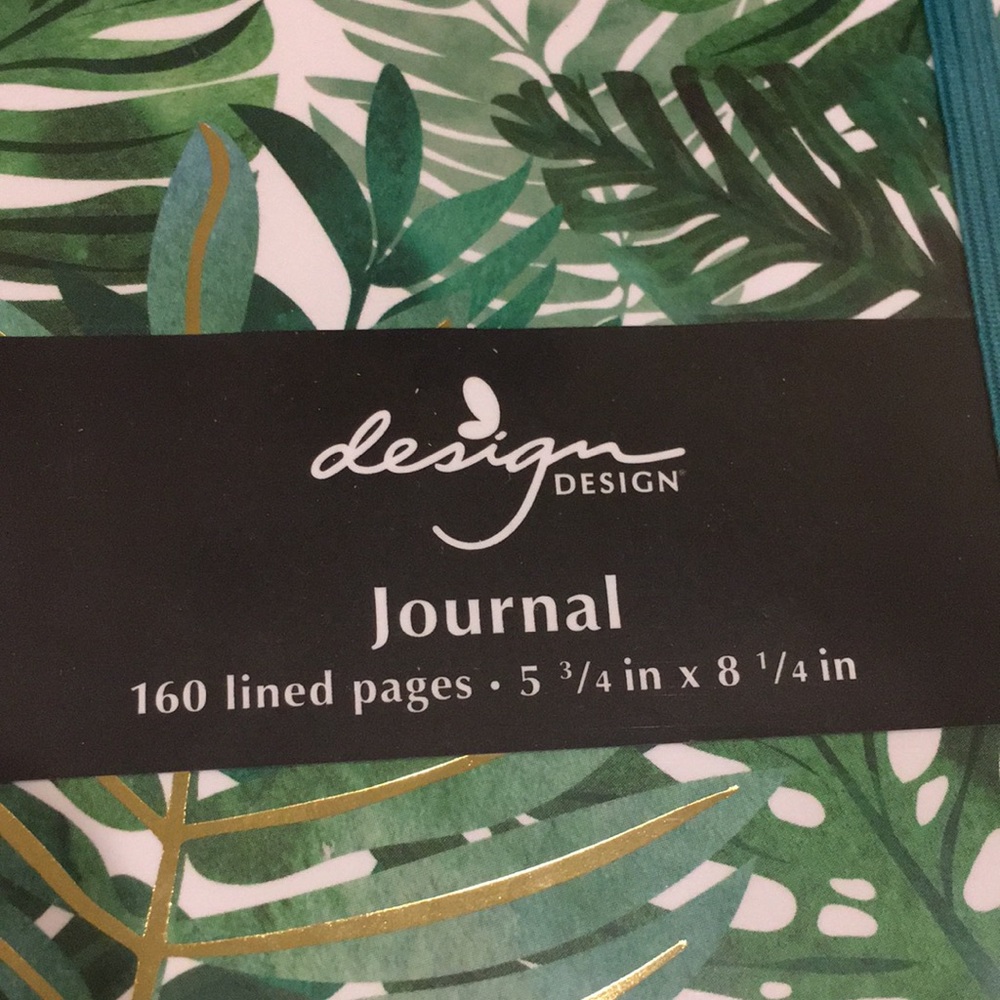 design
DESIGN®
Journal
160 lined pages · 5 3/4 in x 8 1/4 in